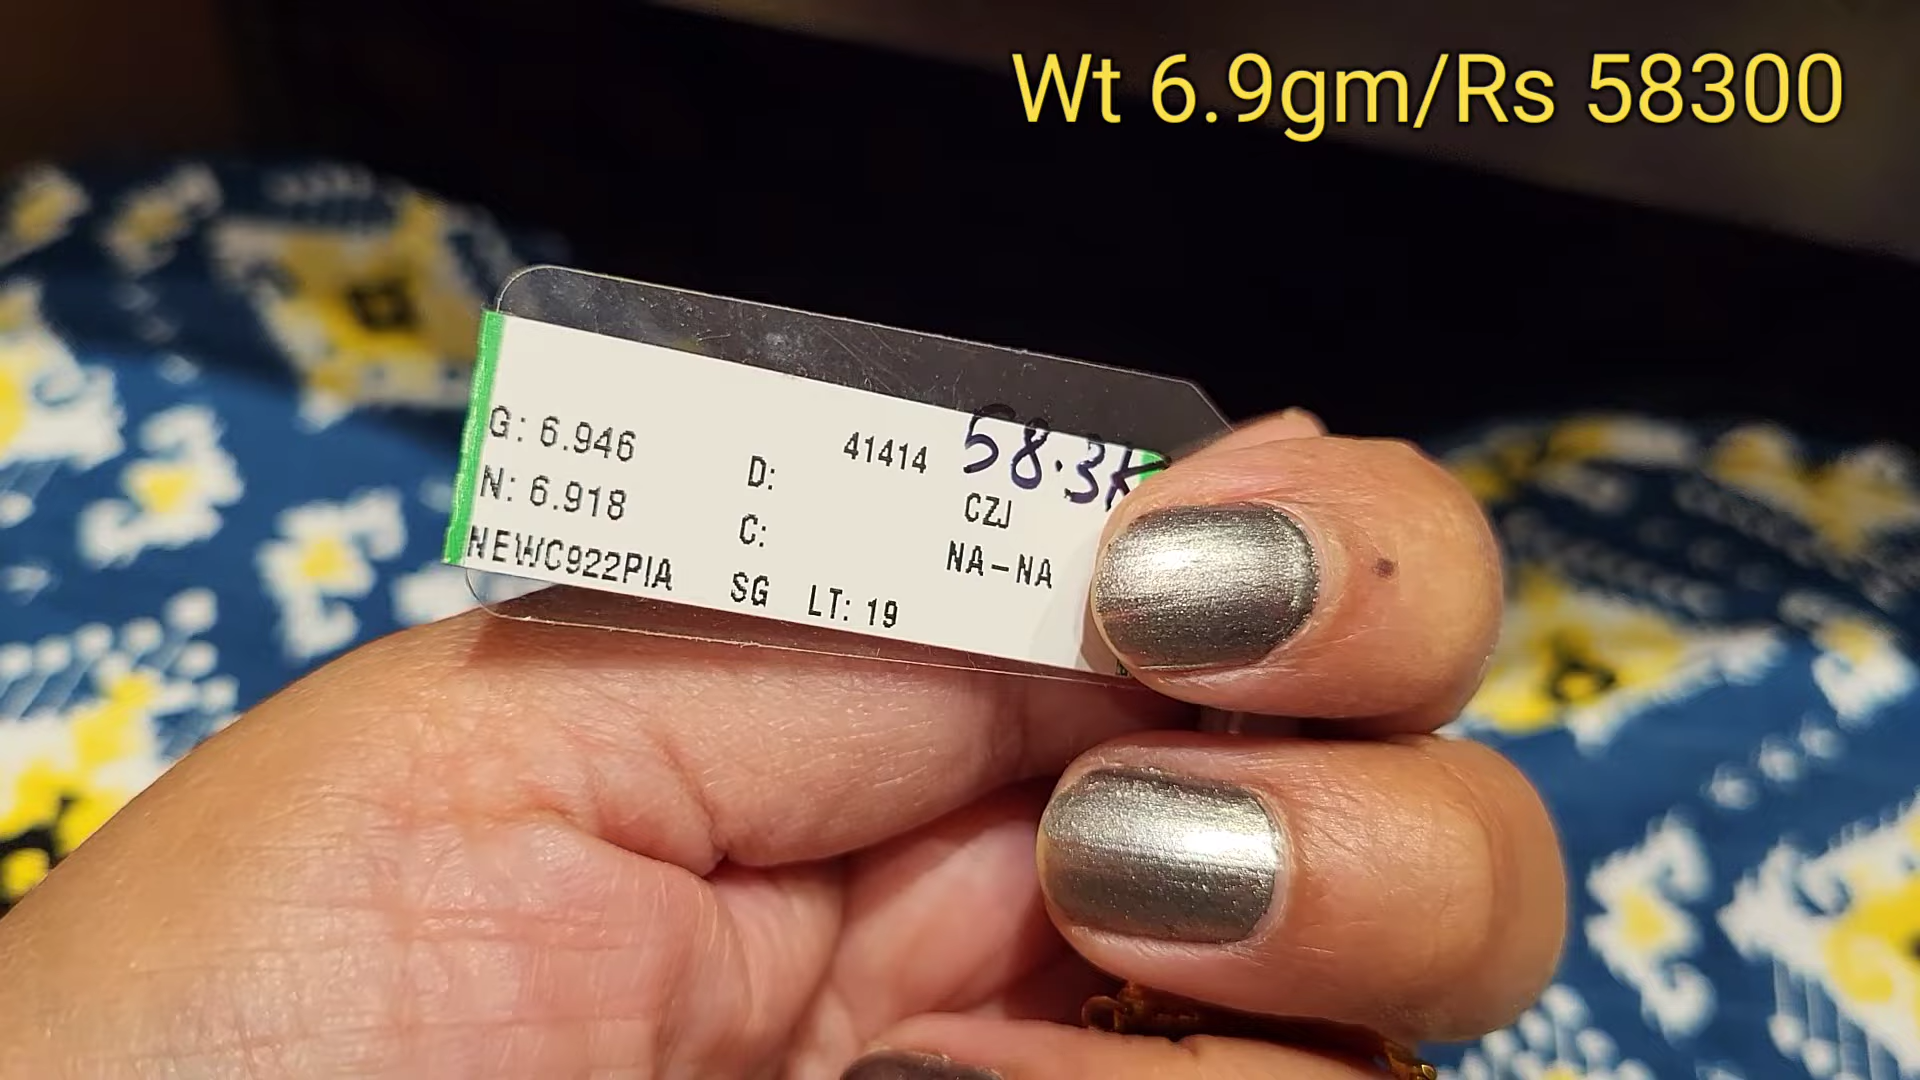 Wt 6.9gm/Rs 58300
G: 6.946 D: 41414 58.3K
N: 6.918 C: CZJ
NEWC922PIA SG LT: 19 NA-NA